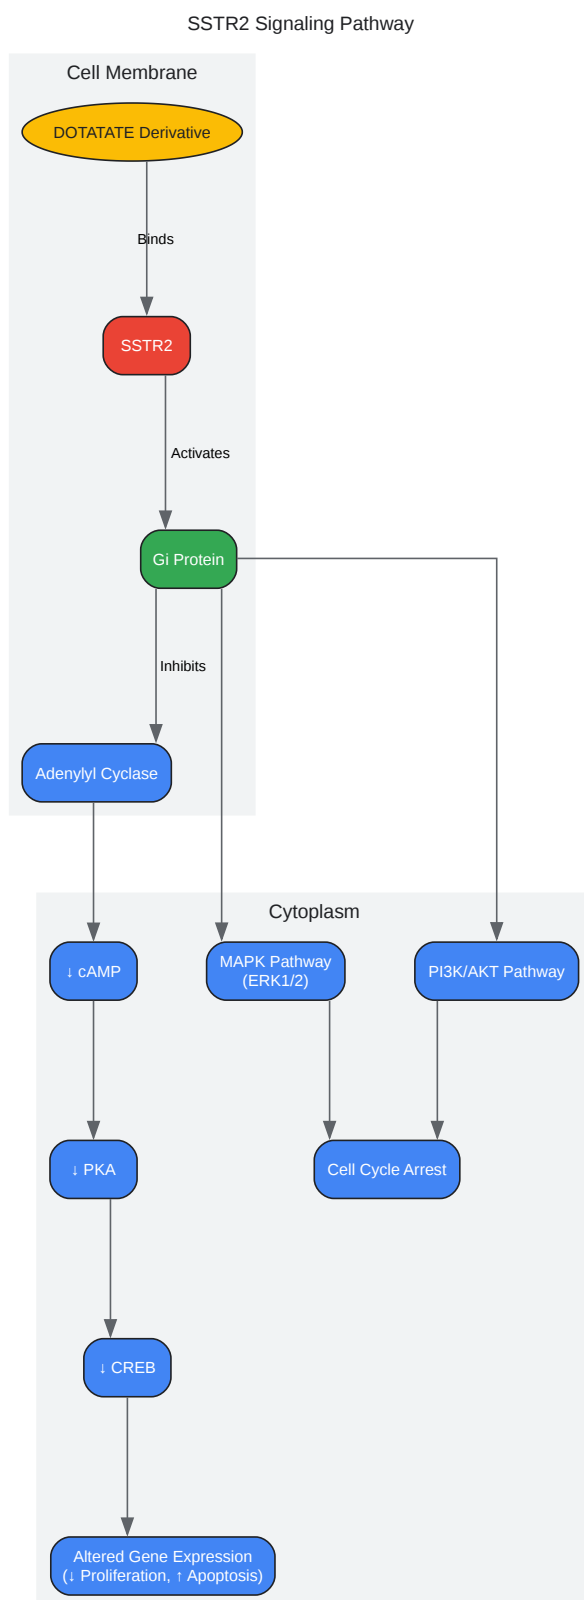 SSTR2 Signaling Pathway
Cell Membrane
DOTATATE Derivative
Binds
SSTR2
Activates
Gi Protein
Inhibits
Adenylyl Cyclase
Cytoplasm
↓ cAMP
MAPK Pathway
(ERK1/2)
PI3K/AKT Pathway
↓ PKA
Cell Cycle Arrest
↓ CREB
Altered Gene Expression
(↓ Proliferation, ↑ Apoptosis)